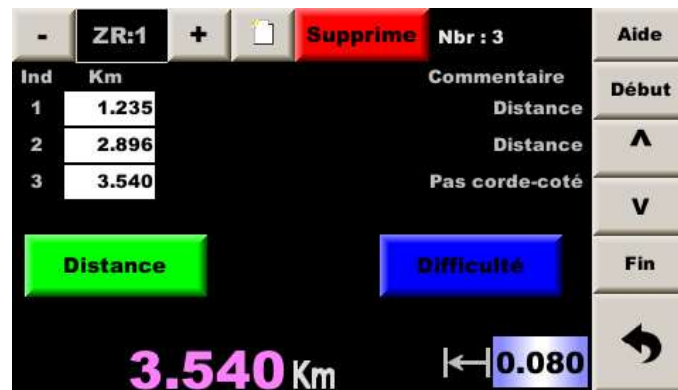 - ZR:1 + Supprime Nbr : 3 Aide
Ind Km Commentaire
Début
1 1.235 Distance
2 2.896 Distance
Λ
3 3.540 Pas corde-coté
V
Distance Difficulté Fin
3.540 Km 0.080